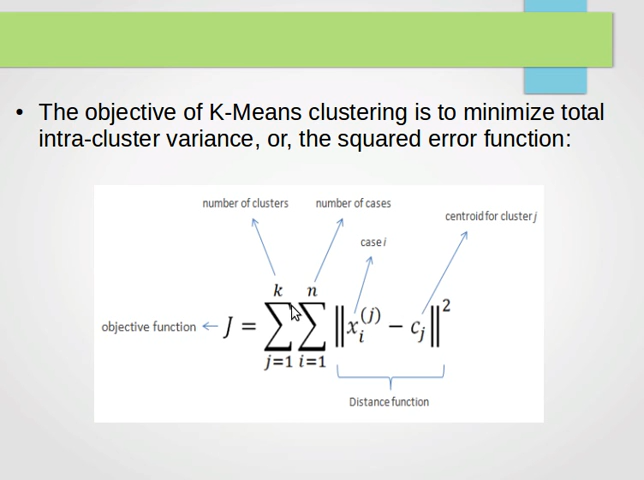 • The objective of K-Means clustering is to minimize total
intra-cluster variance, or, the squared error function:
number of clusters number of cases
centroid for cluster j
case i
k n
objective function ← J = ∑ ∑ ‖x_i^(j) − c_j‖²
j=1 i=1
Distance function